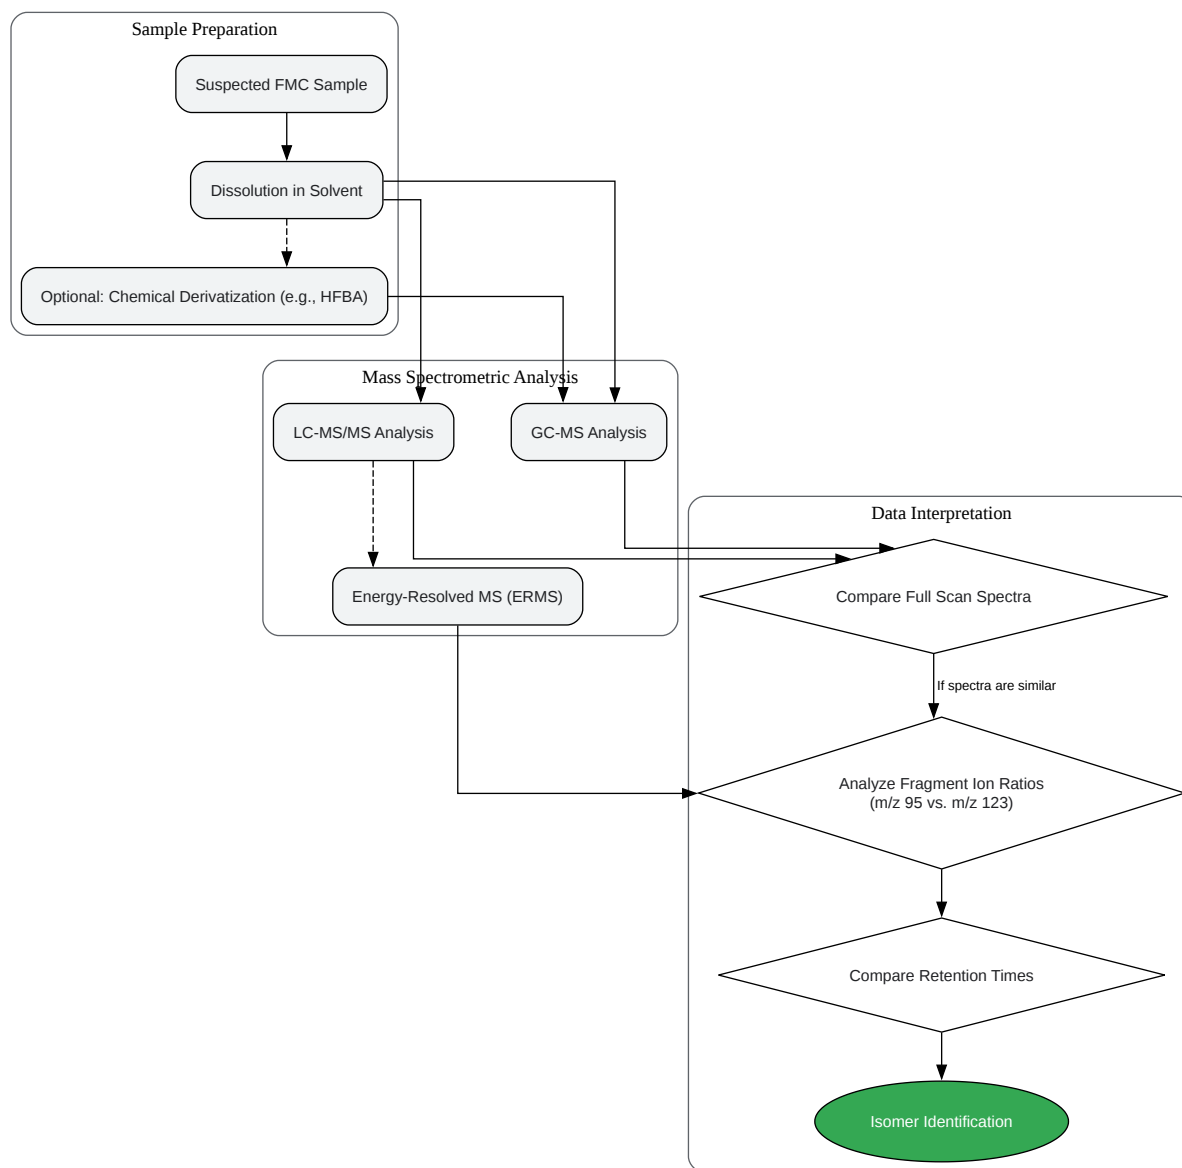 Sample Preparation
Suspected FMC Sample
Dissolution in Solvent
Optional: Chemical Derivatization (e.g., HFBA)
Mass Spectrometric Analysis
LC-MS/MS Analysis
GC-MS Analysis
Energy-Resolved MS (ERMS)
Data Interpretation
Compare Full Scan Spectra
If spectra are similar
Analyze Fragment Ion Ratios
(m/z 95 vs. m/z 123)
Compare Retention Times
Isomer Identification